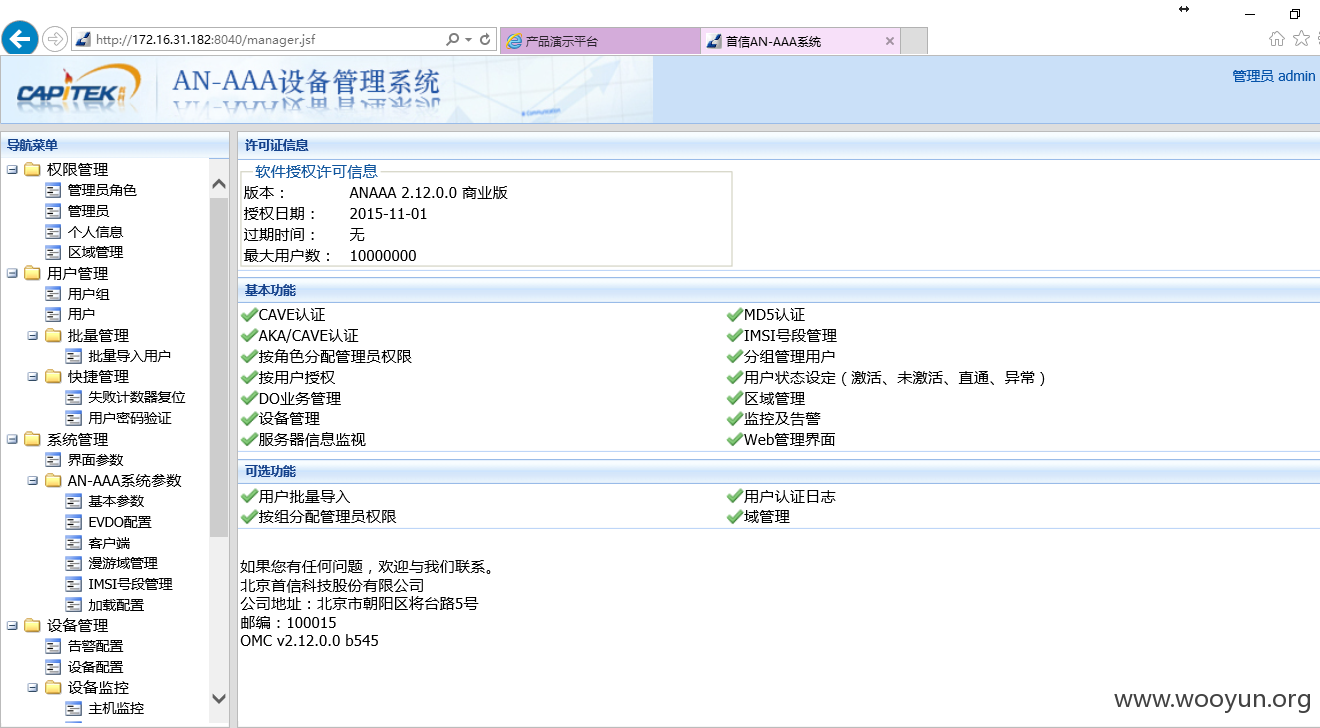 http://172.16.31.182:8040/manager.jsf
产品演示平台
首信AN-AAA系统
CAPITEK
AN-AAA设备管理系统
管理员 admin
导航菜单
权限管理
管理员角色
管理员
个人信息
区域管理
用户管理
用户组
用户
批量管理
批量导入用户
快捷管理
失败计数器复位
用户密码验证
系统管理
界面参数
AN-AAA系统参数
基本参数
EVDO配置
客户端
漫游域管理
IMSI号段管理
加载配置
设备管理
告警配置
设备配置
设备监控
主机监控
许可证信息
软件授权许可信息
版本： ANAAA 2.12.0.0 商业版
授权日期： 2015-11-01
过期时间： 无
最大用户数： 10000000
基本功能
CAVE认证 MD5认证
AKA/CAVE认证 IMSI号段管理
按角色分配管理员权限 分组管理用户
按用户授权 用户状态设定（激活、未激活、直通、异常）
DO业务管理 区域管理
设备管理 监控及告警
服务器信息监视 Web管理界面
可选功能
用户批量导入 用户认证日志
按组分配管理员权限 域管理
如果您有任何问题，欢迎与我们联系。
北京首信科技股份有限公司
公司地址：北京市朝阳区将台路5号
邮编：100015
OMC v2.12.0.0 b545
www.wooyun.org